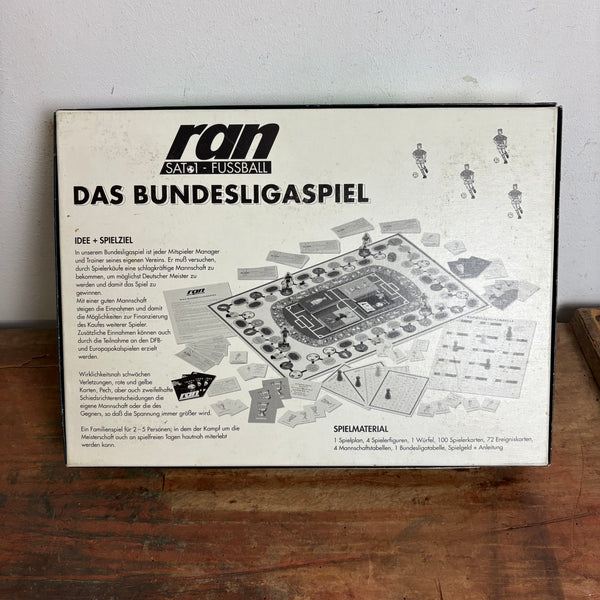 ran
SAT•1 - FUSSBALL
DAS BUNDESLIGASPIEL
IDEE + SPIELZIEL
In unserem Bundesligaspiel ist jeder Mitspieler Manager
und Trainer seines eigenen Vereins. Er muß versuchen,
durch Spielerkäufe eine schlagkräftige Mannschaft zu
bekommen, um möglichst Deutscher Meister zu
werden und damit das Spiel zu
gewinnen.
Mit einer guten Mannschaft
steigen die Einnahmen und damit
die Möglichkeiten zur Finanzierung
des Kaufes weiterer Spieler.
Zusätzliche Einnahmen können auch
durch die Teilnahme an den DFB-
und Europapokalspielen erzielt
werden.
Wirklichkeitsnah schwächen
Verletzungen, rote und gelbe
Karten, Pech, aber auch zweifelhafte
Schiedsrichterentscheidungen die
eigene Mannschaft oder die des
Gegners, so daß die Spannung immer größer wird.
Ein Familienspiel für 2 – 5 Personen; in dem der Kampf um die
Meisterschaft auch an spielfreien Tagen hautnah miterlebt
werden kann.
ran
ran
SPIELMATERIAL
1 Spielplan, 4 Spielerfiguren, 1 Würfel, 100 Spielerkarten, 72 Ereigniskarten,
4 Mannschaftstabellen, 1 Bundesligatabelle, Spielgeld + Anleitung